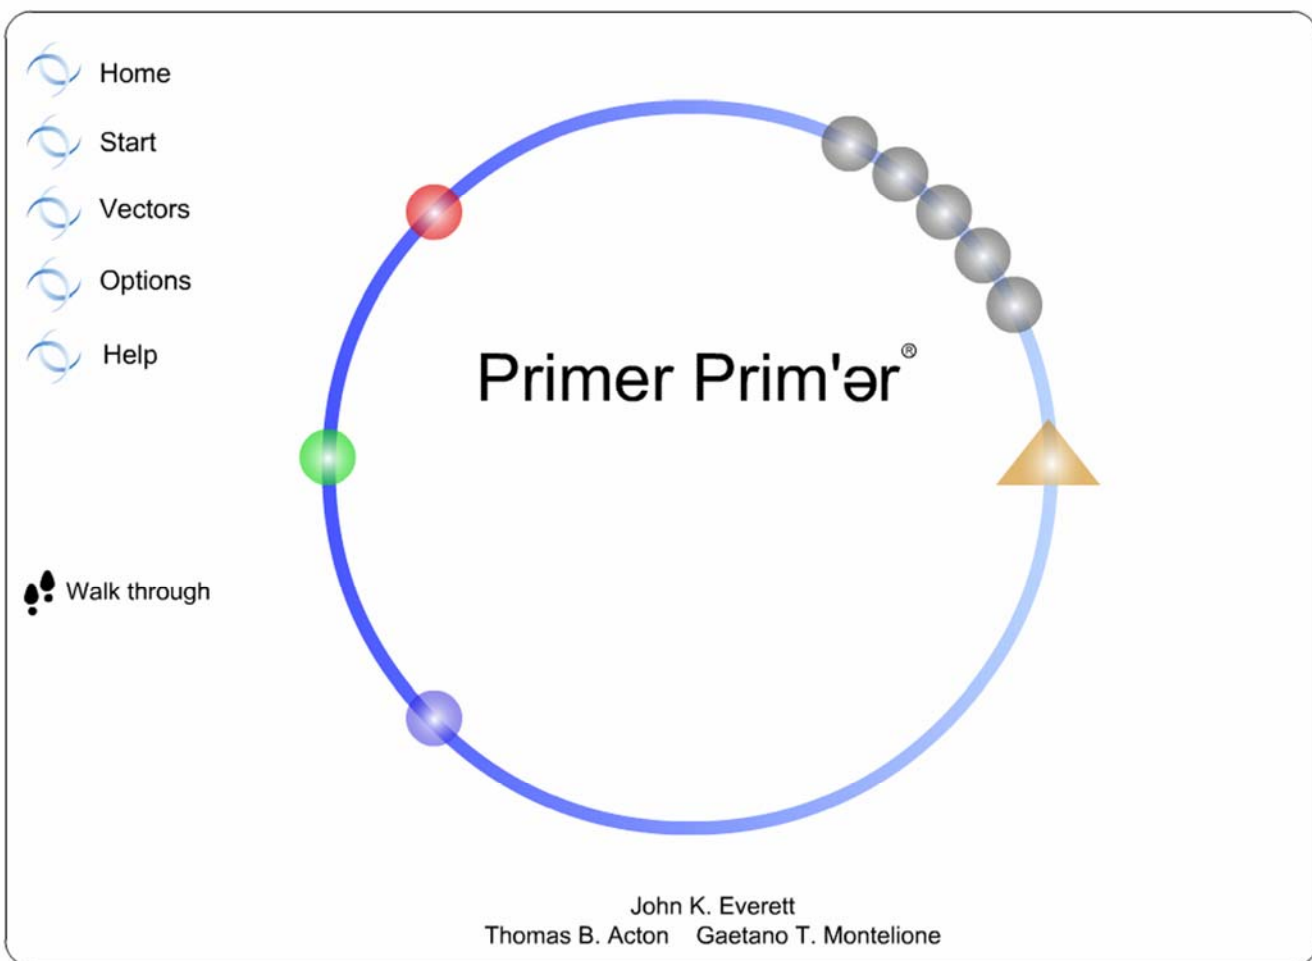 Home
Start
Vectors
Options
Help
Primer Prim'ər®
Walk through
John K. Everett
Thomas B. Acton Gaetano T. Montelione